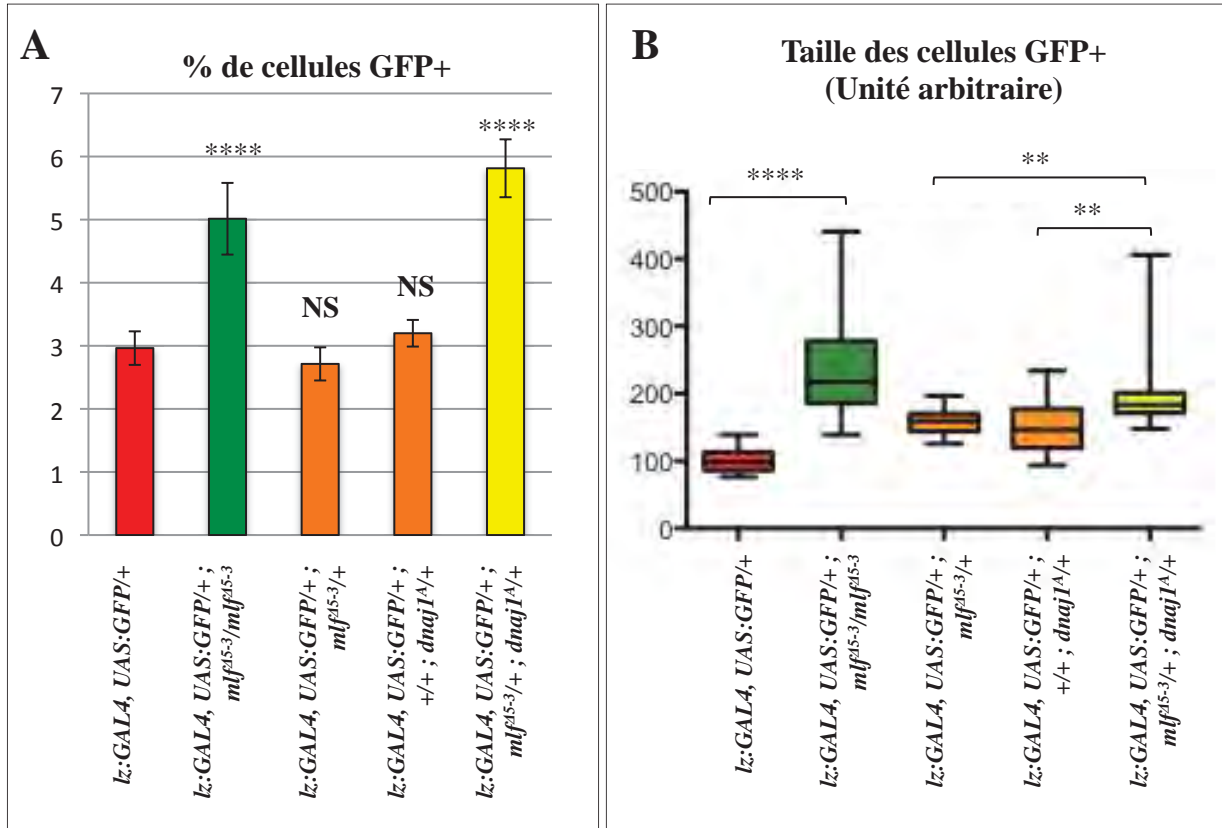 A
% de cellules GFP+
7
6
5
4
3
2
1
0
****
NS
NS
****
lz:GAL4, UAS:GFP/+
lz:GAL4, UAS:GFP/+ ;
mlfΔ15-3/mlfΔ15-3
lz:GAL4, UAS:GFP/+ ;
mlfΔ15-3/+
lz:GAL4, UAS:GFP/+ ;
+/+ ; dnaj1A/+
lz:GAL4, UAS:GFP/+ ;
mlfΔ15-3/+ ; dnaj1A/+
B
Taille des cellules GFP+
(Unité arbitraire)
500
400
300
200
100
0
****
**
**
lz:GAL4, UAS:GFP/+
lz:GAL4, UAS:GFP/+ ;
mlfΔ15-3/mlfΔ15-3
lz:GAL4, UAS:GFP/+ ;
mlfΔ15-3/+
lz:GAL4, UAS:GFP/+ ;
+/+ ; dnaj1A/+
lz:GAL4, UAS:GFP/+ ;
mlfΔ15-3/+ ; dnaj1A/+